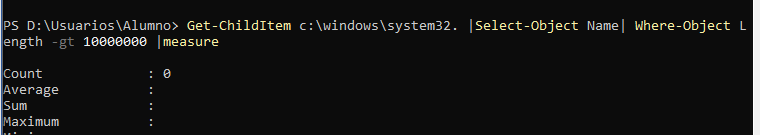 PS D:\Usuarios\Alumno> Get-ChildItem c:\windows\system32. |Select-Object Name| Where-Object L
ength -gt 10000000 |measure
Count : 0
Average :
Sum :
Maximum :